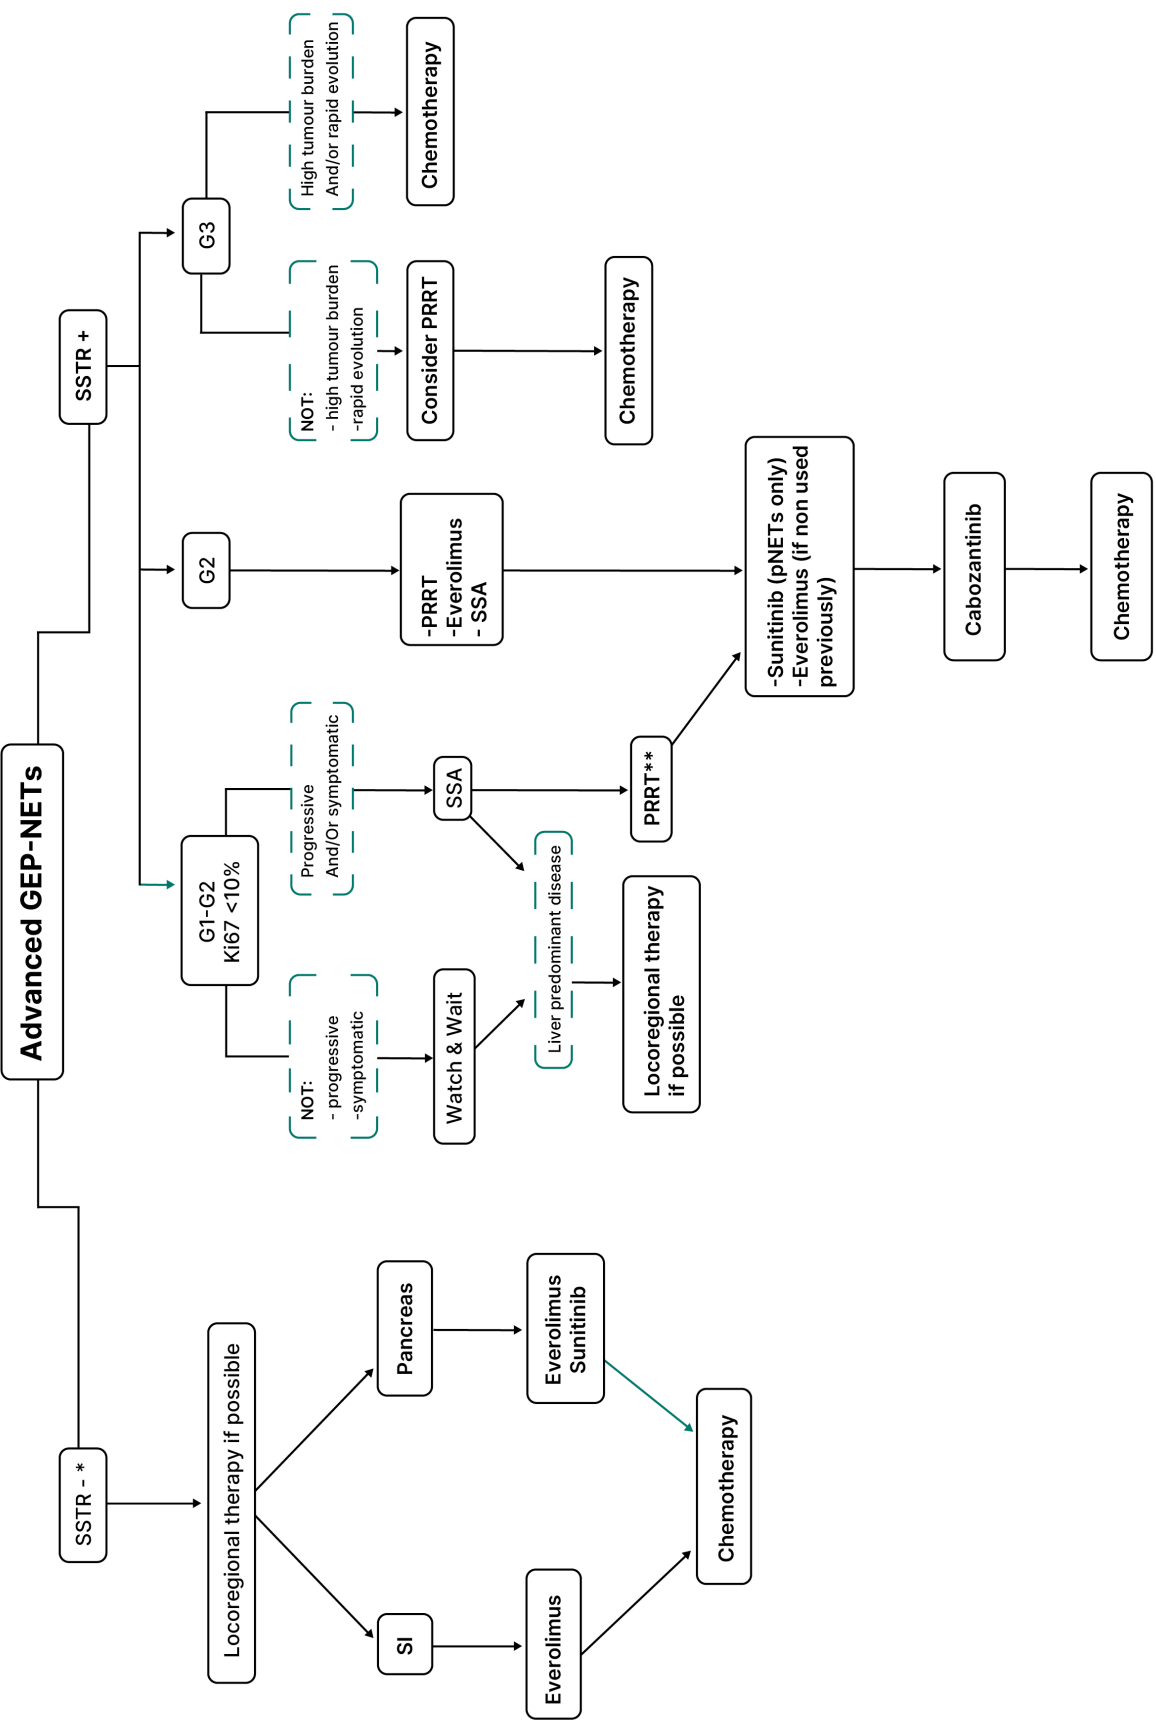 Advanced GEP-NETs
SSTR - *
SSTR +
Locoregional therapy if possible
SI
Pancreas
Everolimus
Everolimus
Sunitinib
Chemotherapy
G1-G2
Ki67 <10%
G2
G3
NOT:
- progressive
-symptomatic
Progressive
And/Or symptomatic
Watch & Wait
SSA
Liver predominant disease
Locoregional therapy
if possible
PRRT**
-PRRT
-Everolimus
- SSA
-Sunitinib (pNETs only)
-Everolimus (if non used
previously)
Cabozantinib
Chemotherapy
NOT:
- high tumour burden
-rapid evolution
Consider PRRT
Chemotherapy
High tumour burden
And/or rapid evolution
Chemotherapy